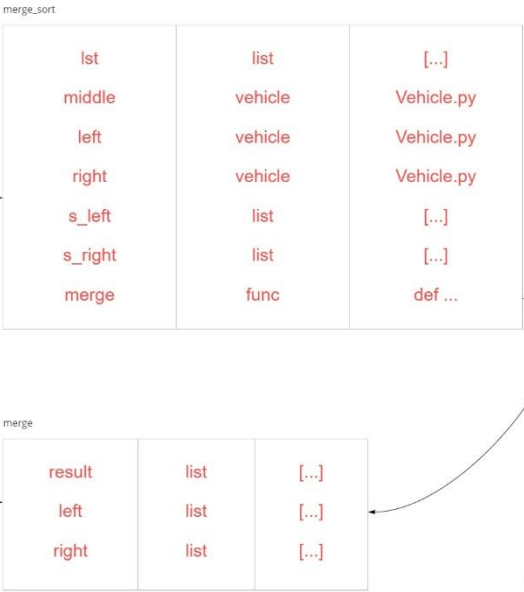 merge_sort
lst list [...]
middle vehicle Vehicle.py
left vehicle Vehicle.py
right vehicle Vehicle.py
s_left list [...]
s_right list [...]
merge func def ...
merge
result list [...]
left list [...]
right list [...]